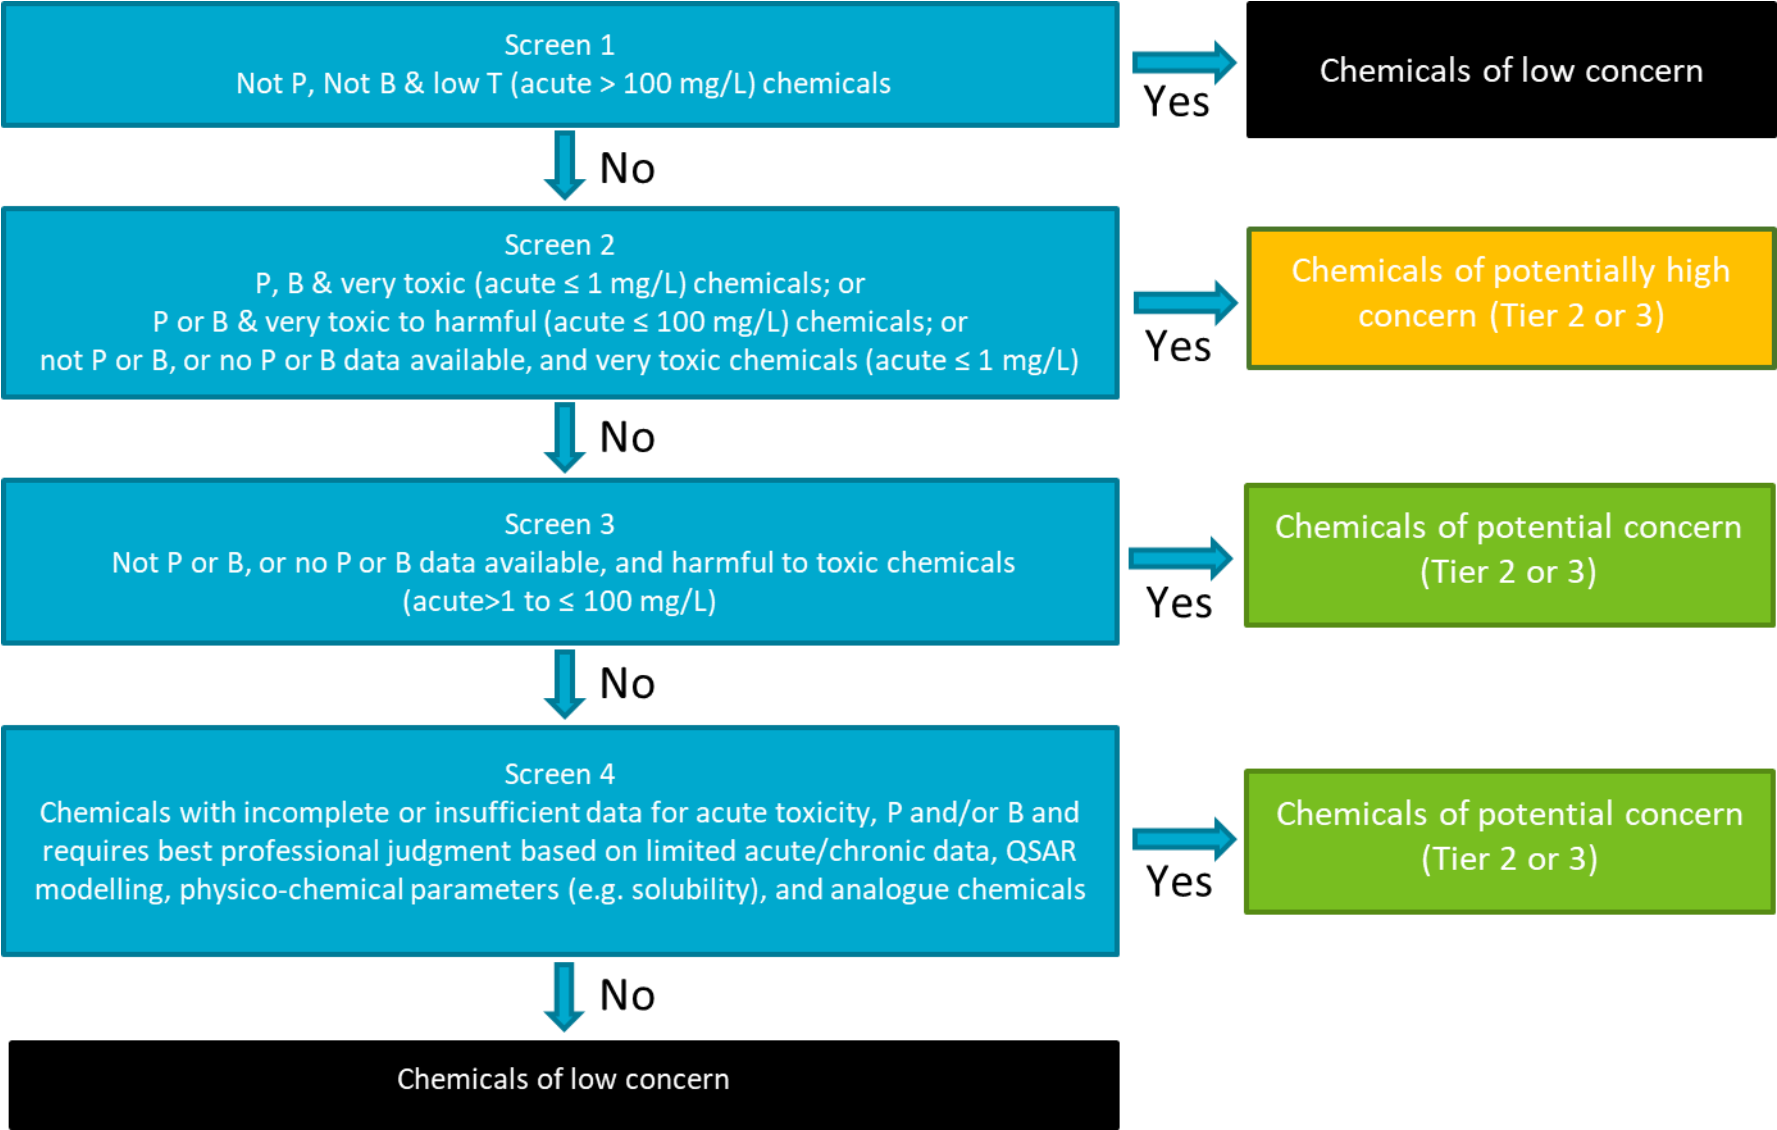 Screen 1
Not P, Not B & low T (acute > 100 mg/L) chemicals
Yes
Chemicals of low concern
No
Screen 2
P, B & very toxic (acute ≤ 1 mg/L) chemicals; or
P or B & very toxic to harmful (acute ≤ 100 mg/L) chemicals; or
not P or B, or no P or B data available, and very toxic chemicals (acute ≤ 1 mg/L)
Yes
Chemicals of potentially high
concern (Tier 2 or 3)
No
Screen 3
Not P or B, or no P or B data available, and harmful to toxic chemicals
(acute>1 to ≤ 100 mg/L)
Yes
Chemicals of potential concern
(Tier 2 or 3)
No
Screen 4
Chemicals with incomplete or insufficient data for acute toxicity, P and/or B and
requires best professional judgment based on limited acute/chronic data, QSAR
modelling, physico-chemical parameters (e.g. solubility), and analogue chemicals
Yes
Chemicals of potential concern
(Tier 2 or 3)
No
Chemicals of low concern